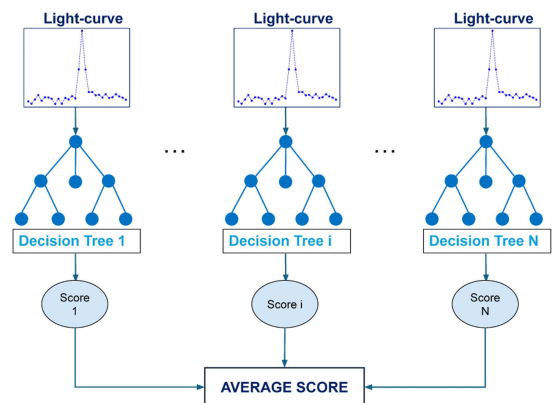 Light-curve
Light-curve
Light-curve
...
...
Decision Tree 1
Decision Tree i
Decision Tree N
Score
1
Score i
Score
N
AVERAGE SCORE